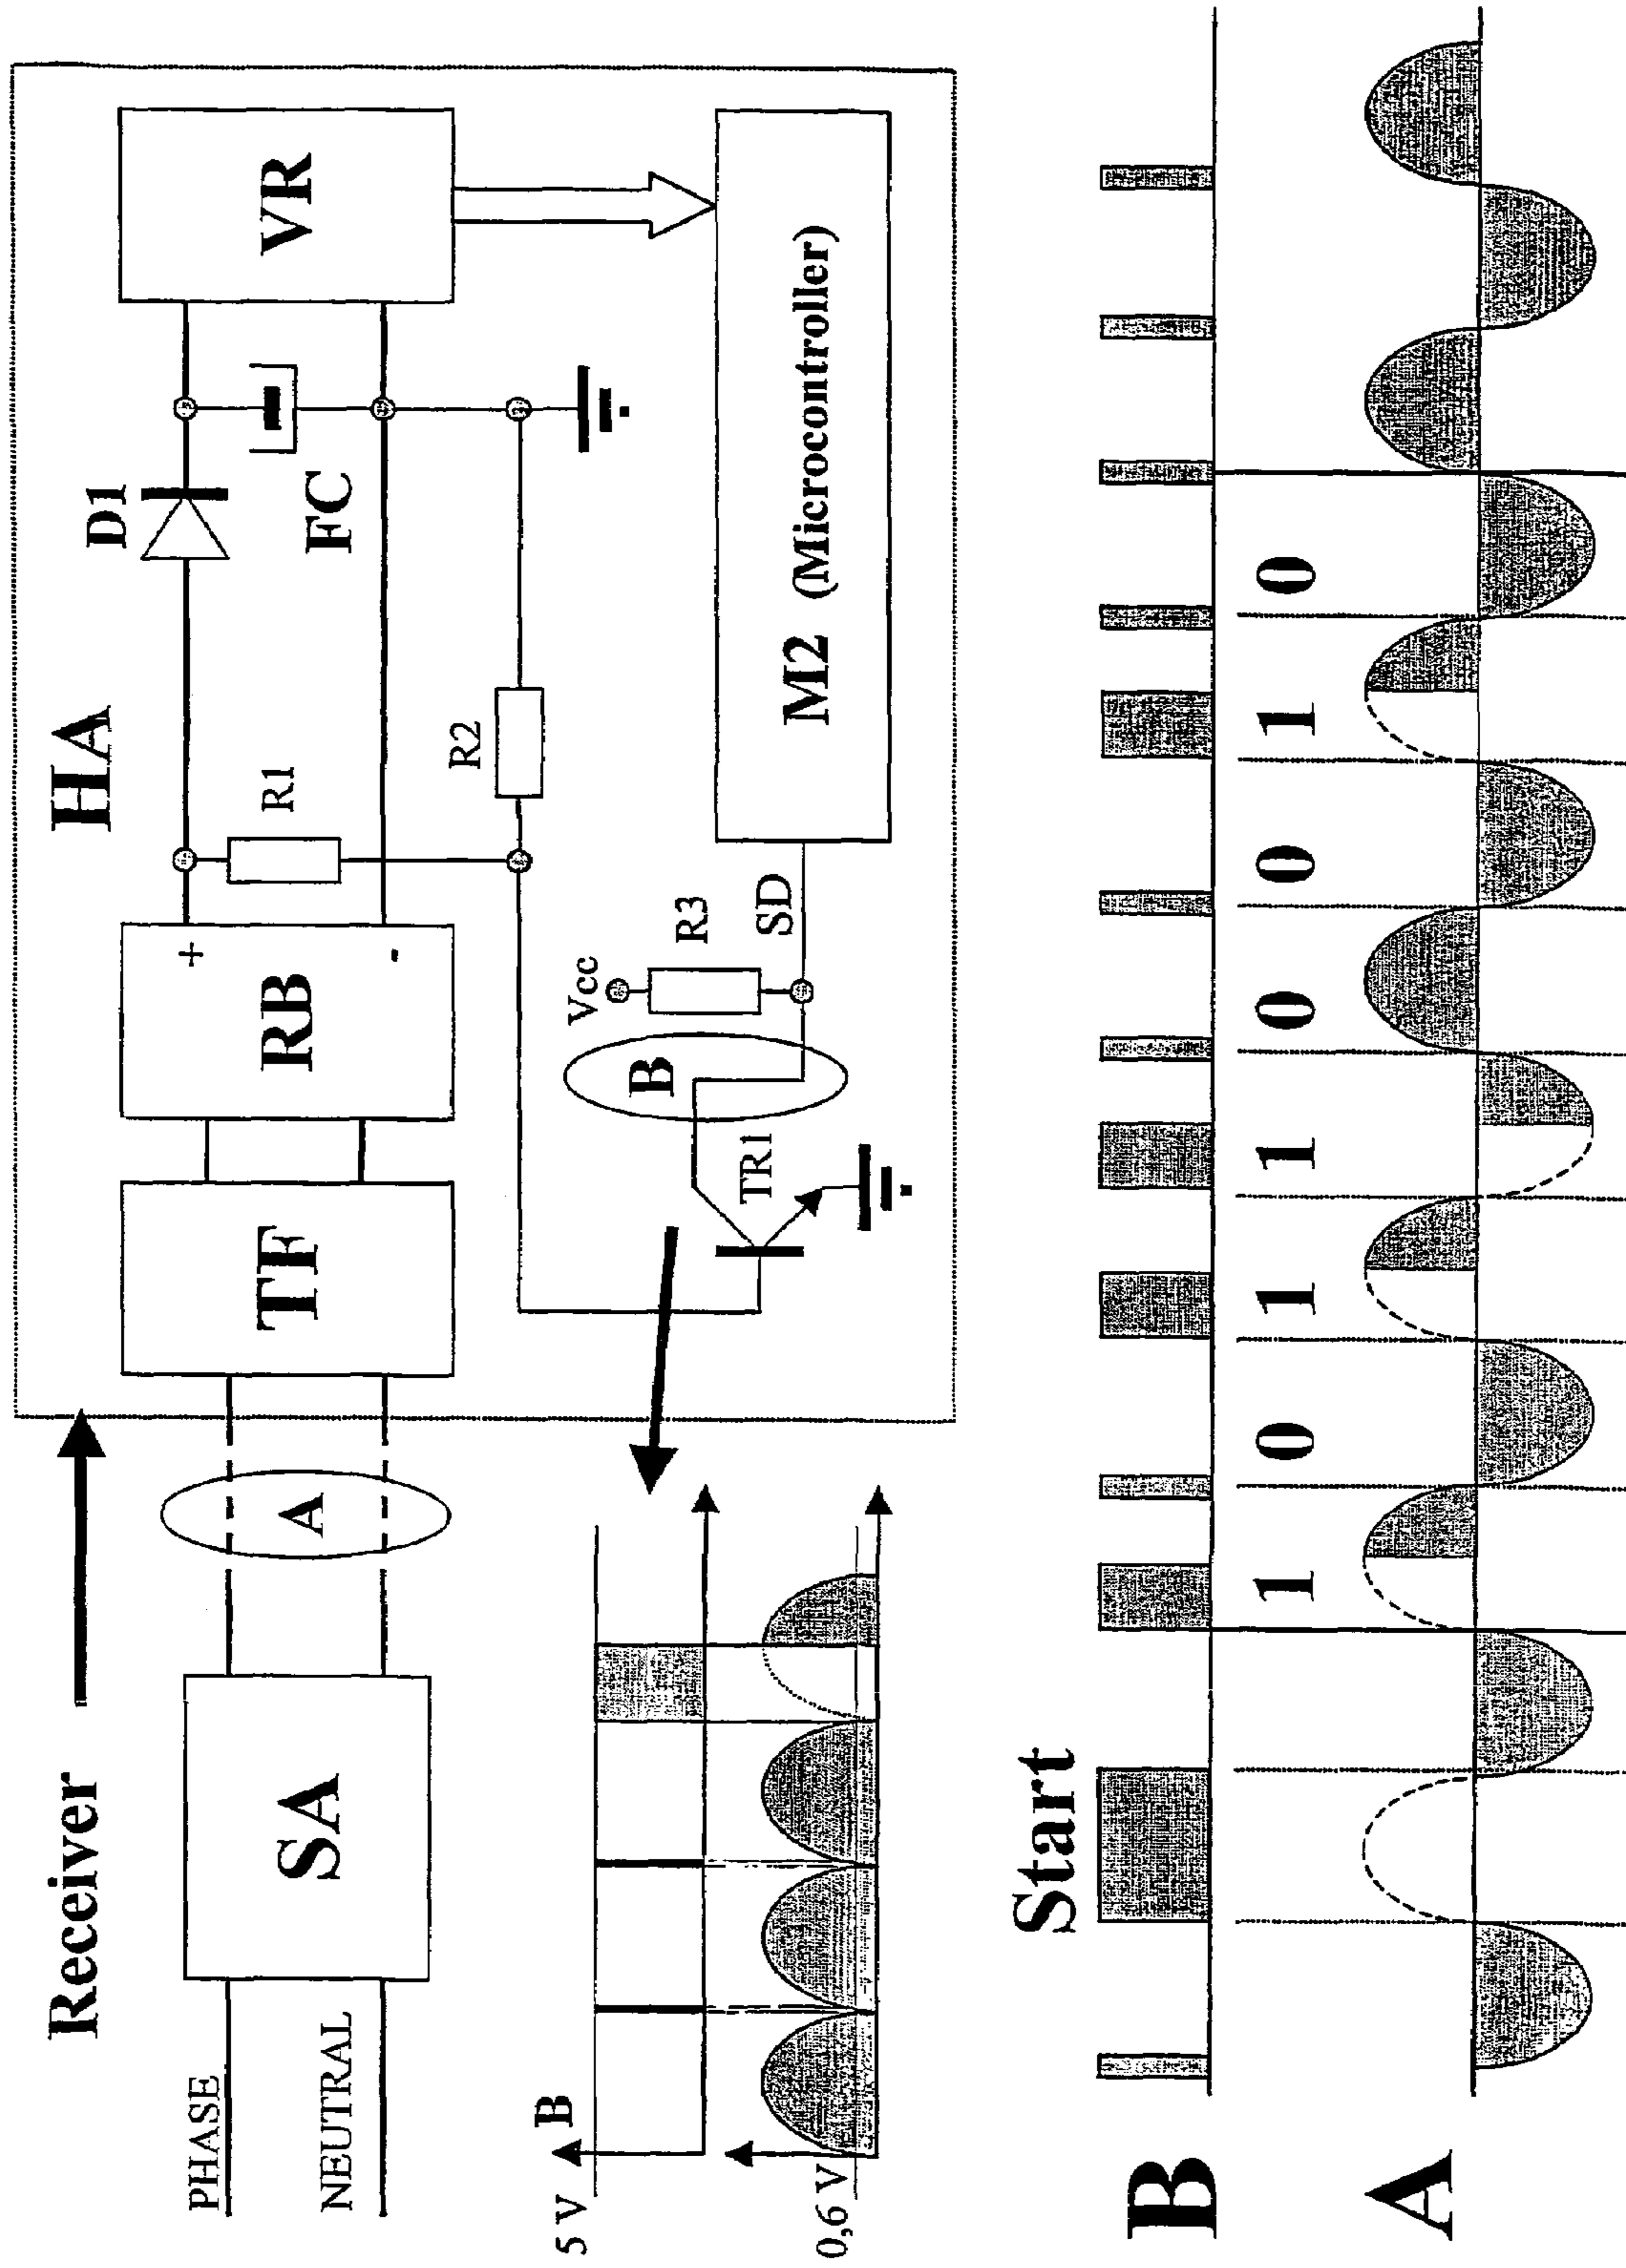 Receiver
HA
D1
PHASE
NEUTRAL
SA
A
TF
RB
+
-
R1
FC
VR
R2
5 V
B
0,6 V
TR1
B
Vcc
R3
SD
M2 (Microcontroller)
Start
B
1 0 1 1 0 0 1 0
A